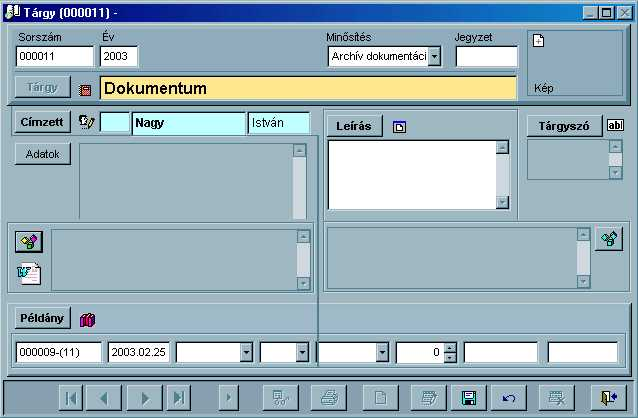 Tárgy (000011) -
Sorszám Év Minősítés Jegyzet
000011 2003 Archív dokumentáci
Kép
Tárgy Dokumentum
Címzett Nagy István Leírás Tárgyszó ab
Adatok
Példány
000009-(11) 2003.02.25 0